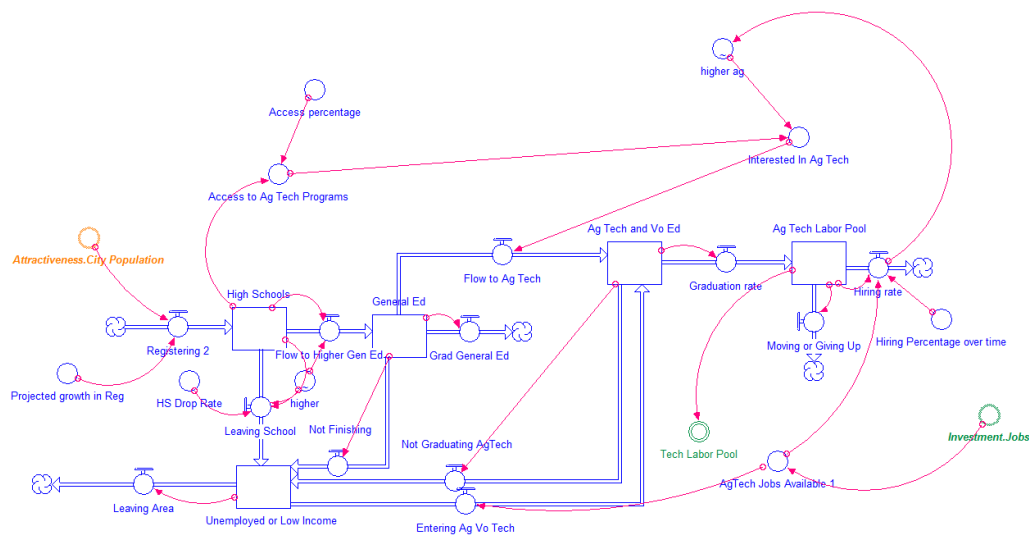 higher ag
Access percentage
Interested In Ag Tech
Access to Ag Tech Programs
Ag Tech and Vo Ed
Ag Tech Labor Pool
Attractiveness.City Population
Flow to Ag Tech
Graduation rate
Hiring rate
High Schools
General Ed
Registering 2
Flow to Higher Gen Ed
Grad General Ed
Moving or Giving Up
Hiring Percentage over time
Projected growth in Reg
HS Drop Rate
higher
Leaving School
Not Finishing
Not Graduating AgTech
Tech Labor Pool
Investment.Jobs
AgTech Jobs Available 1
Leaving Area
Unemployed or Low Income
Entering Ag Vo Tech